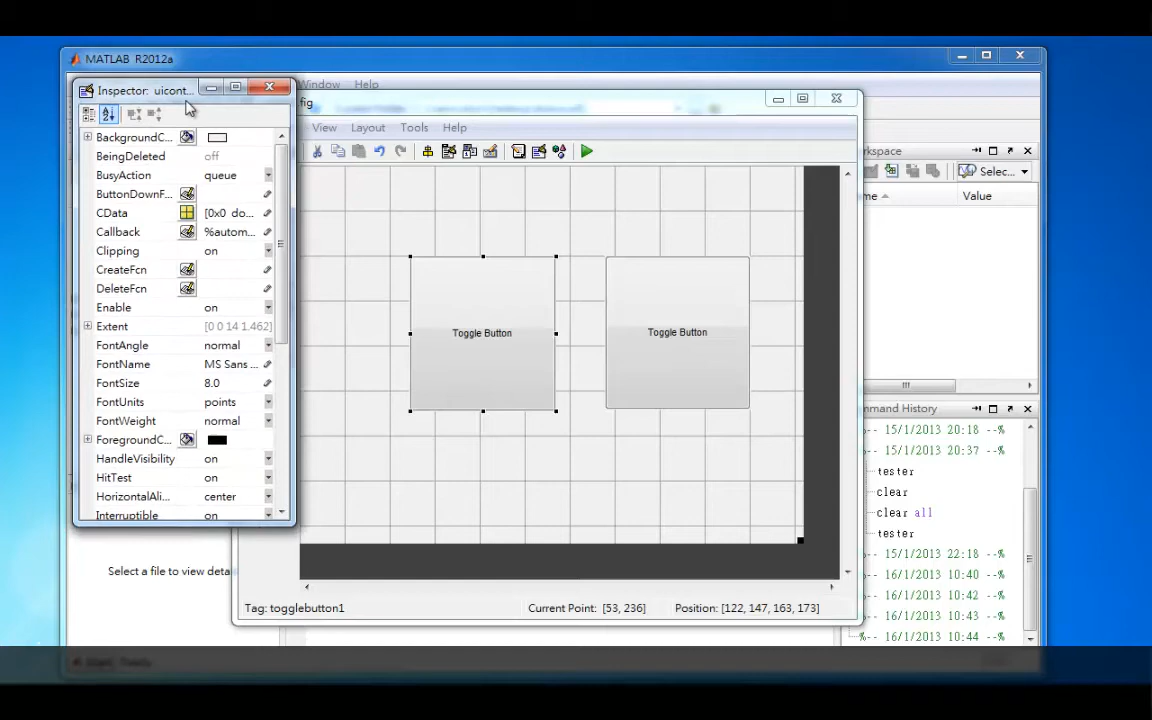 MATLAB R2012a
Window Help
Inspector: uicont...
fig
View Layout Tools Help
BackgroundC...
BeingDeleted off
BusyAction queue
ButtonDownF...
CData [0x0 do...
Callback %autom...
Clipping on
CreateFcn
DeleteFcn
Enable on
Extent [0 0 14 1.462]
FontAngle normal
FontName MS Sans ...
FontSize 8.0
FontUnits points
FontWeight normal
ForegroundC...
HandleVisibility on
HitTest on
HorizontalAli... center
Interruptible on
Toggle Button
Toggle Button
Select a file to view deta
Tag: togglebutton1
Current Point: [53, 236]
Position: [122, 147, 163, 173]
kspace
Selec...
me Value
mmand History
%-- 15/1/2013 20:18 --%
%-- 15/1/2013 20:37 --%
tester
clear
clear all
tester
%-- 15/1/2013 22:18 --%
%-- 16/1/2013 10:40 --%
%-- 16/1/2013 10:42 --%
%-- 16/1/2013 10:43 --%
%-- 16/1/2013 10:44 --%